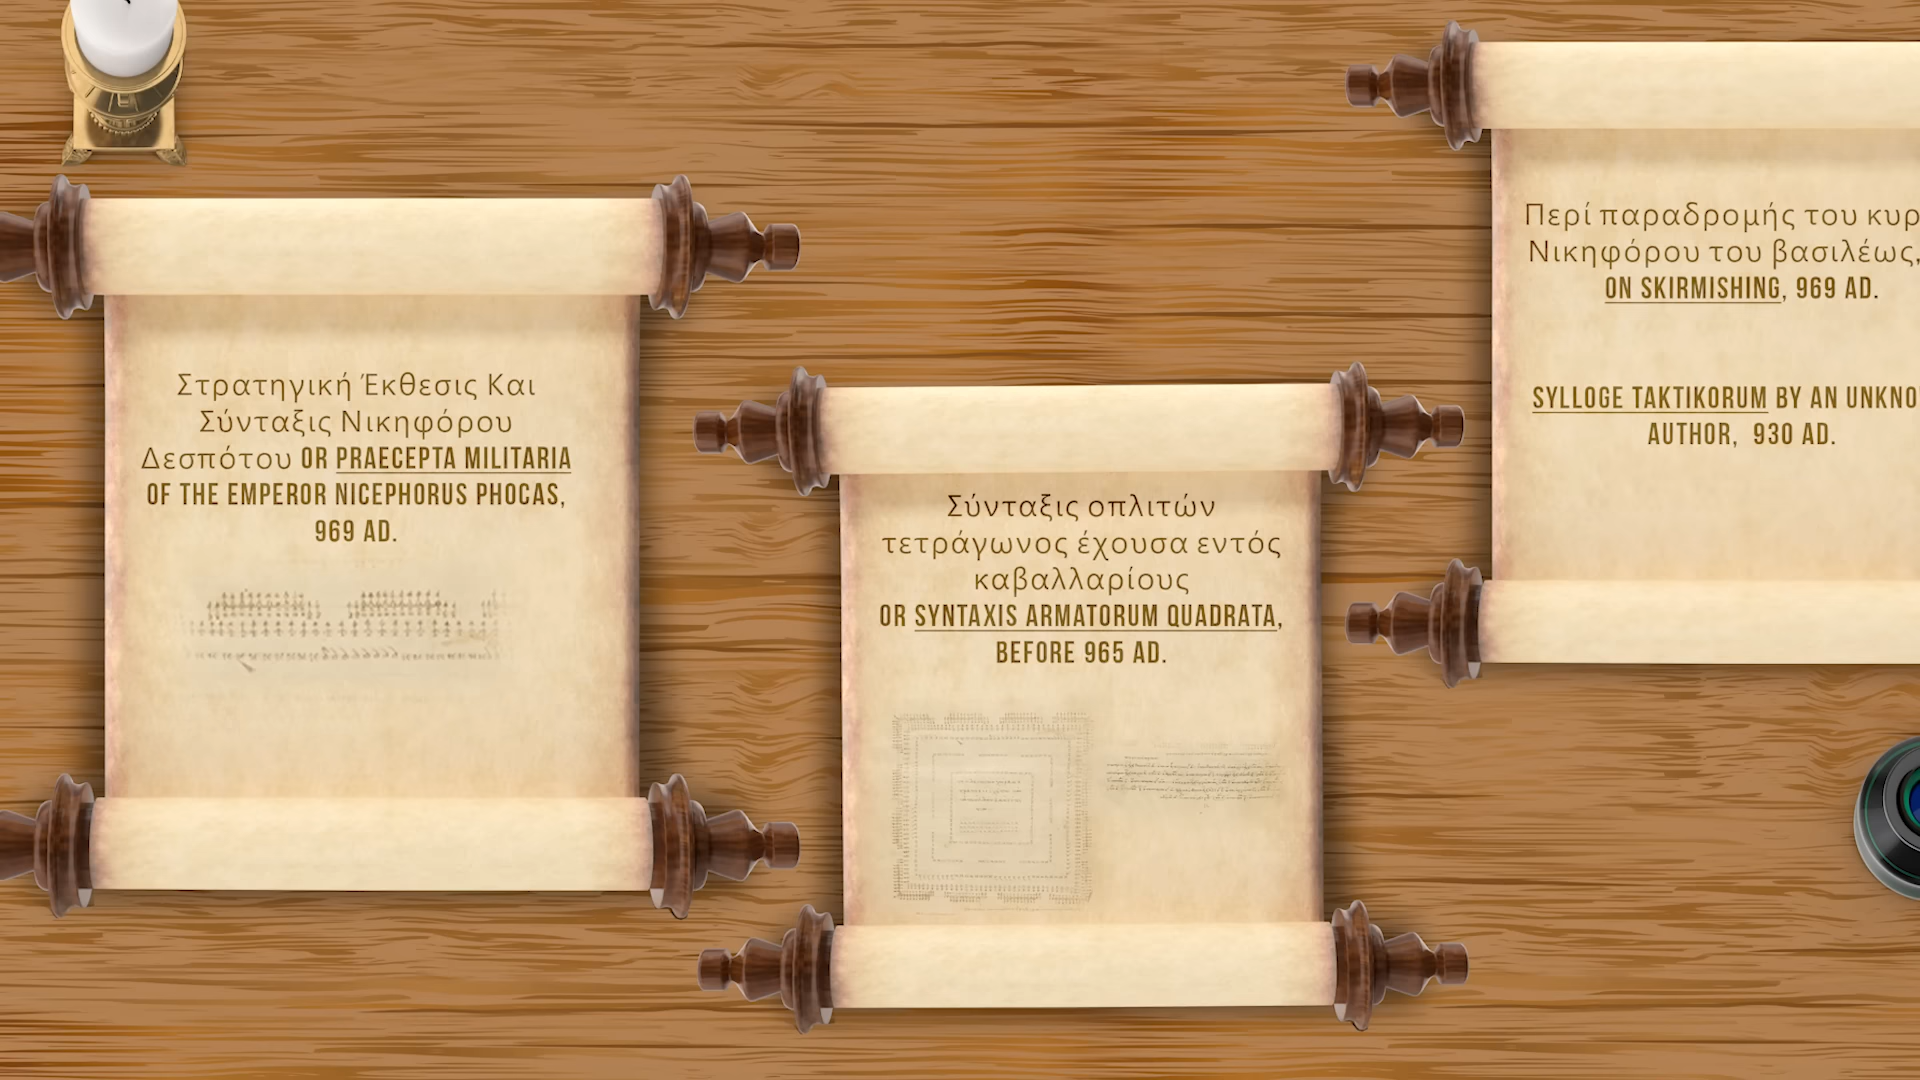 Στρατηγική Έκθεσις Και
Σύνταξις Νικηφόρου
Δεσπότου OR PRAECEPTA MILITARIA
OF THE EMPEROR NICEPHORUS PHOCAS,
969 AD.
Σύνταξις οπλιτών
τετράγωνος έχουσα εντός
καβαλλαρίους
OR SYNTAXIS ARMATORUM QUADRATA,
BEFORE 965 AD.
Περί παραδρομής του
Νικηφόρου του βασιλέως,
ON SKIRMISHING, 969 AD.
SYLLOGE TAKTIKORUM BY AN
AUTHOR, 930 AD.